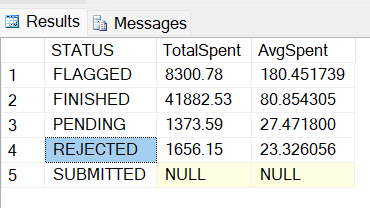 Results Messages
STATUS TotalSpent AvgSpent
1 FLAGGED 8300.78 180.451739
2 FINISHED 41882.53 80.854305
3 PENDING 1373.59 27.471800
4 REJECTED 1656.15 23.326056
5 SUBMITTED NULL NULL